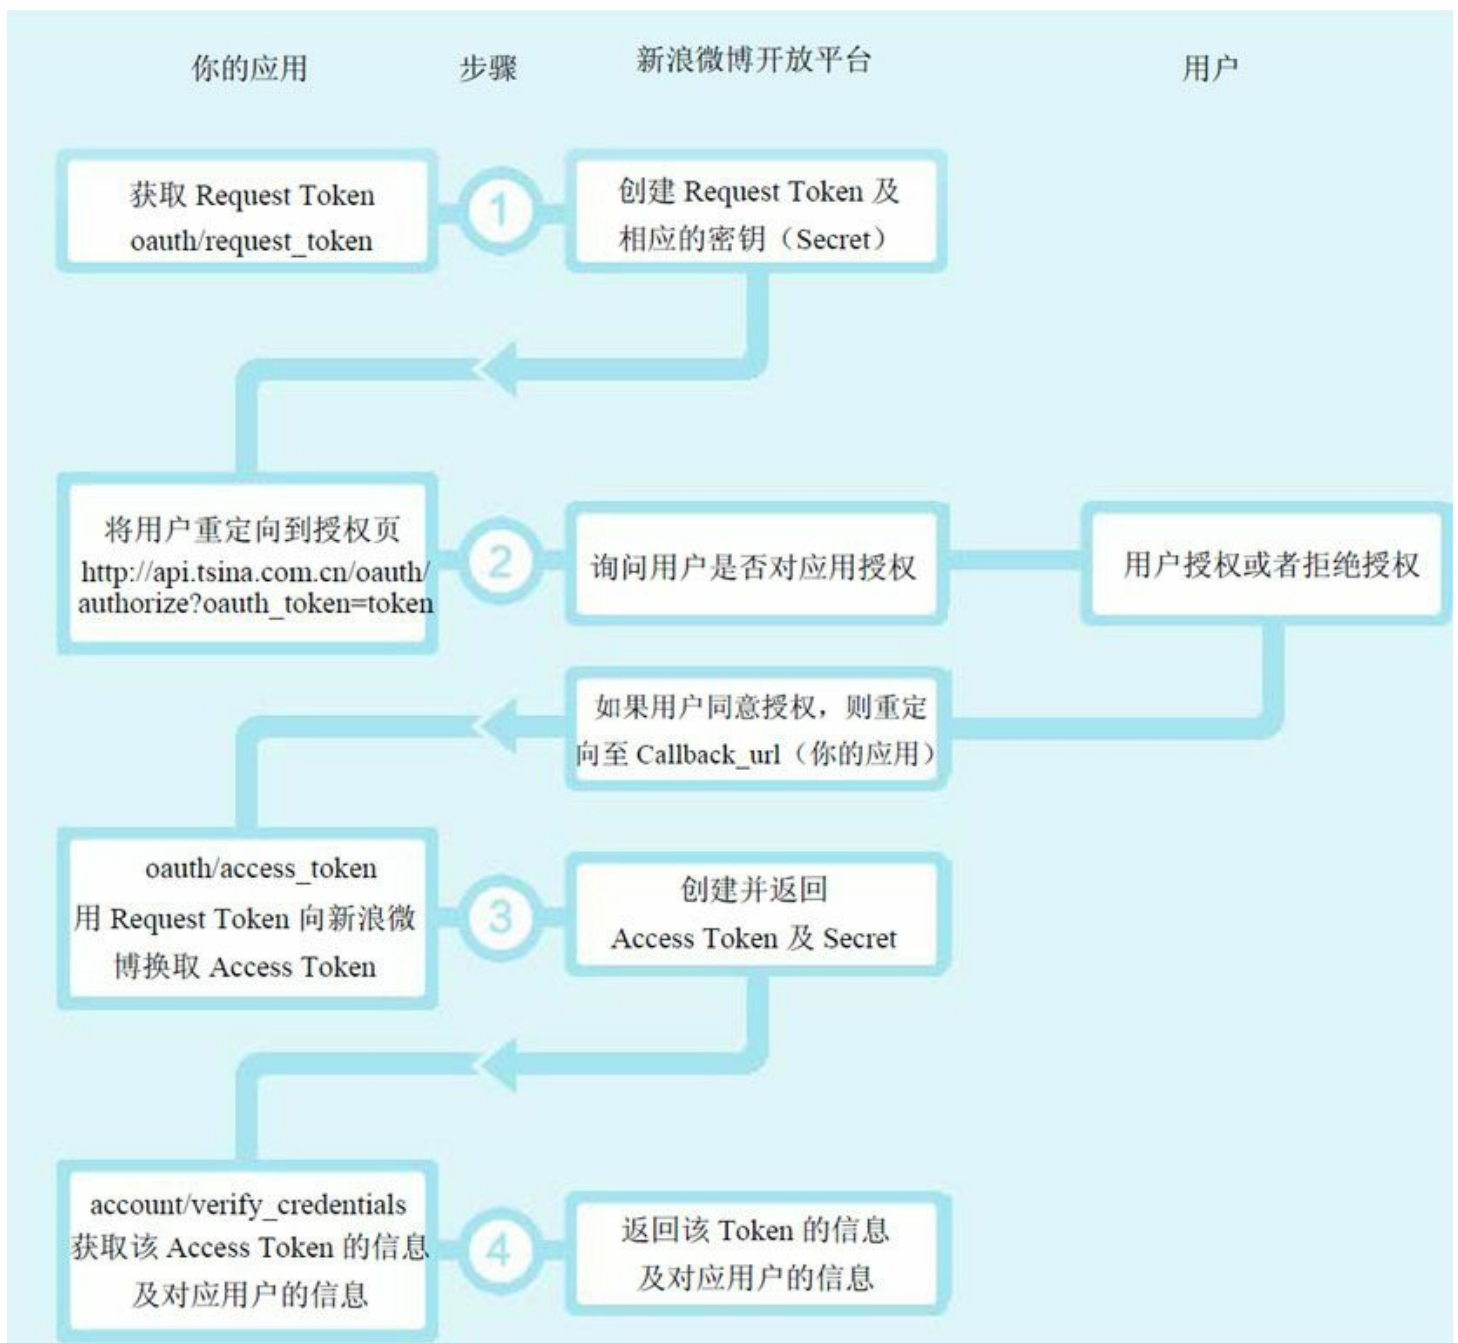 你的应用
步骤
新浪微博开放平台
用户
获取 Request Token
oauth/request_token
1
创建 Request Token 及
相应的密钥（Secret）
将用户重定向到授权页
http://api.tsina.com.cn/oauth/
authorize?oauth_token=token
2
询问用户是否对应用授权
用户授权或者拒绝授权
如果用户同意授权，则重定
向至 Callback_url（你的应用）
oauth/access_token
用 Request Token 向新浪微
博换取 Access Token
3
创建并返回
Access Token 及 Secret
account/verify_credentials
获取该 Access Token 的信息
及对应用户的信息
4
返回该 Token 的信息
及对应用户的信息